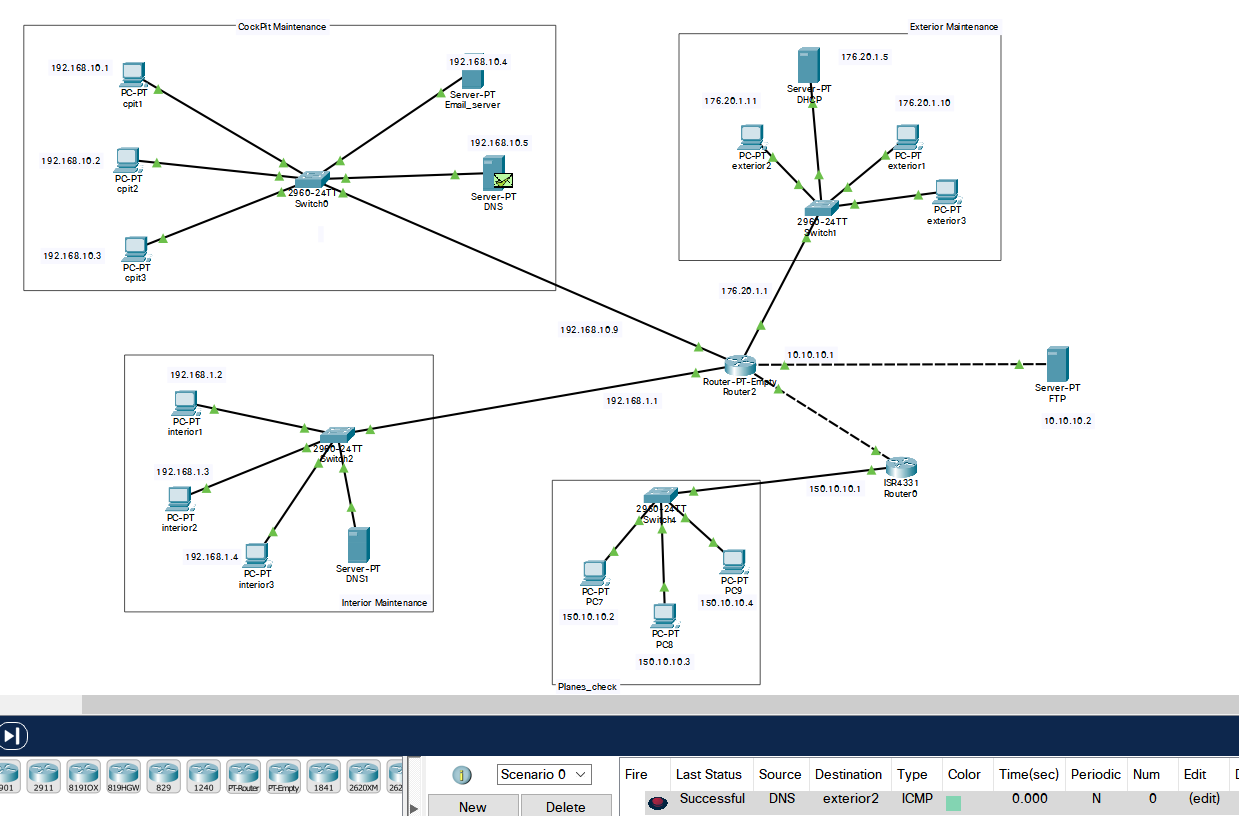 CockPit Maintenance
192.168.10.1
PC-PT
cpit1
192.168.10.2
PC-PT
cpit2
192.168.10.3
PC-PT
cpit3
192.168.10.4
Server-PT
Email_server
192.168.10.5
Server-PT
DNS
2960-24TT
Switch0
Exterior Maintenance
176.20.1.5
Server-PT
DHCP
176.20.1.11
PC-PT
exterior2
176.20.1.10
PC-PT
exterior1
PC-PT
exterior3
2960-24TT
Switch1
176.20.1.1
192.168.10.9
10.10.10.1
Router-PT-Empty
Router2
Server-PT
FTP
10.10.10.2
192.168.1.1
192.168.1.2
PC-PT
interior1
2960-24TT
Switch2
192.168.1.3
PC-PT
interior2
192.168.1.4
PC-PT
interior3
Server-PT
DNS1
Interior Maintenance
ISR4331
Router0
150.10.10.1
2960-24TT
Switch4
PC-PT
PC7
150.10.10.2
PC-PT
PC8
150.10.10.3
PC-PT
PC9
150.10.10.4
Planes_check
901
2911
819IOX
819HGW
829
1240
PT-Router
PT-Empty
1841
2620XM
262
Scenario 0
New
Delete
Fire Last Status Source Destination Type Color Time(sec) Periodic Num Edit D
Successful DNS exterior2 ICMP 0.000 N 0 (edit)